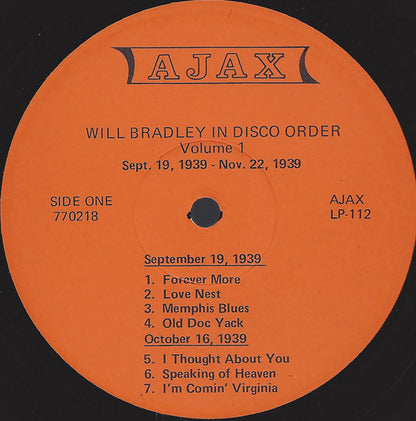 AJAX
WILL BRADLEY IN DISCO ORDER
Volume 1
Sept. 19, 1939 - Nov. 22, 1939
SIDE ONE
770218
AJAX
LP-112
September 19, 1939
1. Forever More
2. Love Nest
3. Memphis Blues
4. Old Doc Yack
October 16, 1939
5. I Thought About You
6. Speaking of Heaven
7. I'm Comin' Virginia